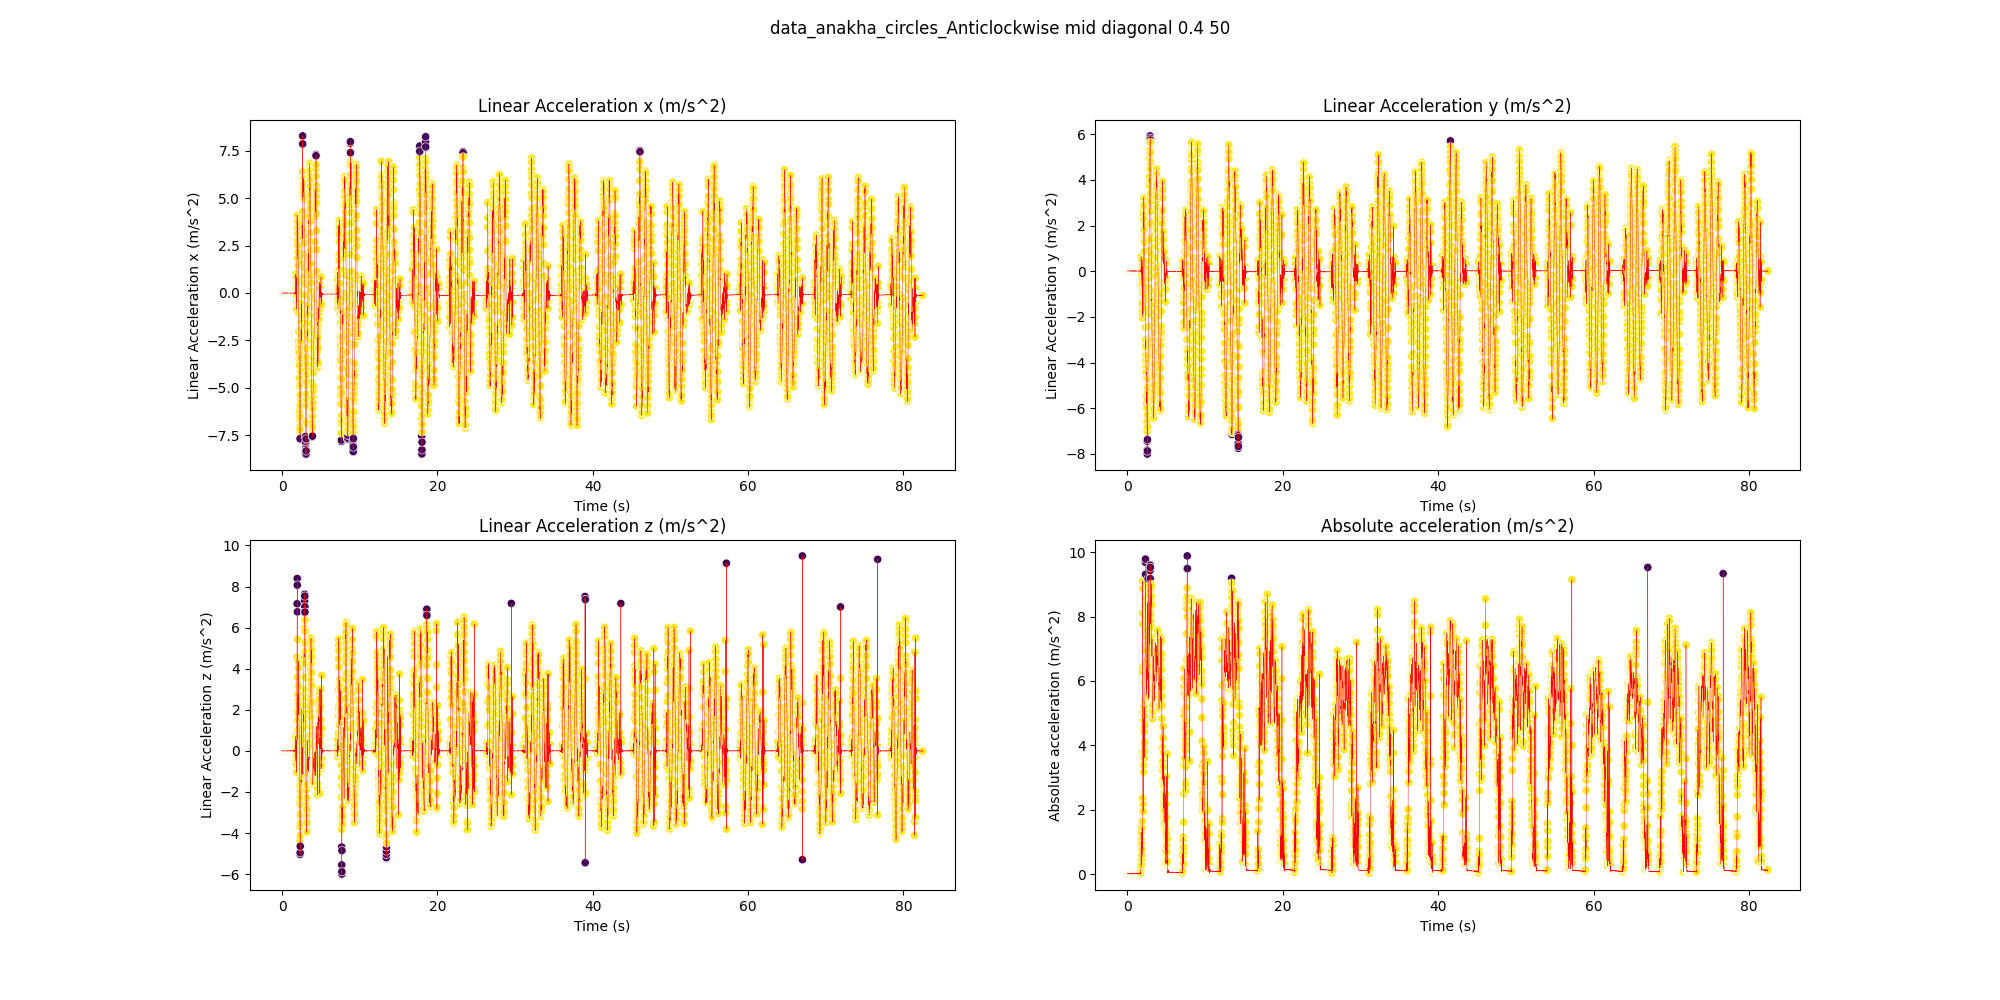 data_anakha_circles_Anticlockwise mid diagonal 0.4 50
Linear Acceleration x (m/s^2)
Linear Acceleration x (m/s^2)
7.5
5.0
2.5
0.0
−2.5
−5.0
−7.5
0 20 40 60 80
Time (s)
Linear Acceleration y (m/s^2)
Linear Acceleration y (m/s^2)
6
4
2
0
−2
−4
−6
−8
0 20 40 60 80
Time (s)
Linear Acceleration z (m/s^2)
Linear Acceleration z (m/s^2)
10
8
6
4
2
0
−2
−4
−6
0 20 40 60 80
Time (s)
Absolute acceleration (m/s^2)
Absolute acceleration (m/s^2)
10
8
6
4
2
0
0 20 40 60 80
Time (s)